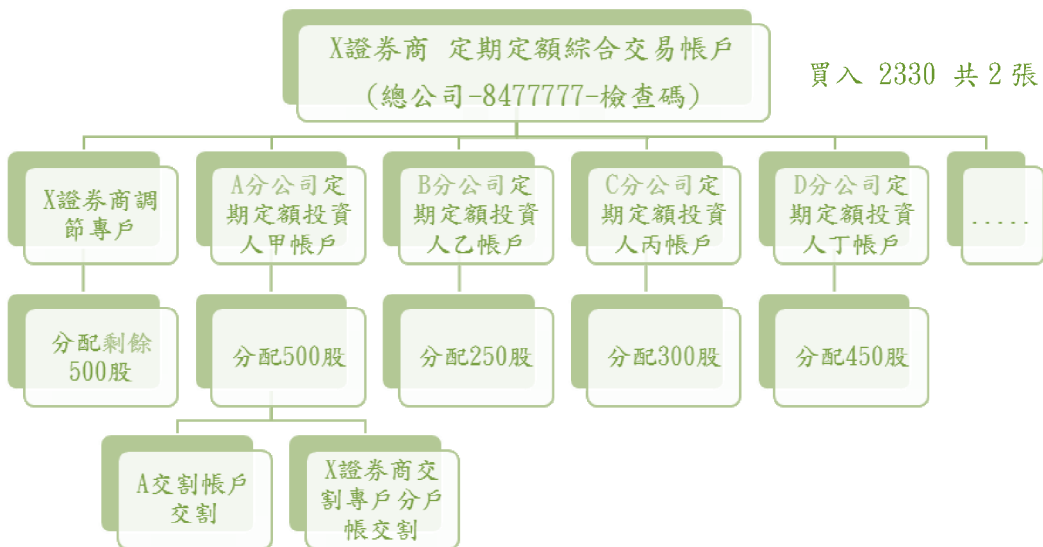 X證券商 定期定額綜合交易帳戶
(總公司-8477777-檢查碼)
買入 2330 共2張
X證券商調
節專戶
A分公司定
期定額投資
人甲帳戶
B分公司定
期定額投資
人乙帳戶
C分公司定
期定額投資
人丙帳戶
D分公司定
期定額投資
人丁帳戶
.....
分配剩餘
500股
分配500股
分配250股
分配300股
分配450股
A交割帳戶
交割
X證券商交
割專戶分戶
帳交割